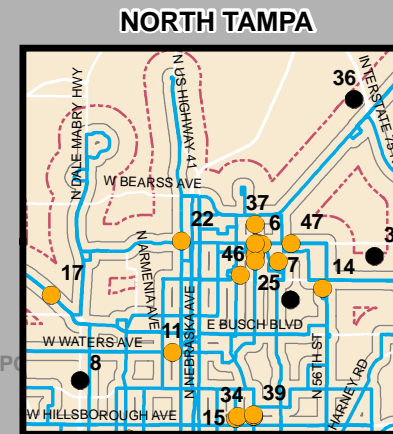 NORTH TAMPA
36
INTERSTATE 75
N DALE MABRY HWY
N US HIGHWAY 41
W BEARSS AVE
37
6
22
47
N ARMENIA AVE
46
7
3
17
25
14
11
E BUSCH BLVD
W WATERS AVE
N NEBRASKA AVE
N 56TH ST
8
HARNEY RD
34
39
W HILLSBOROUGH AVE
15